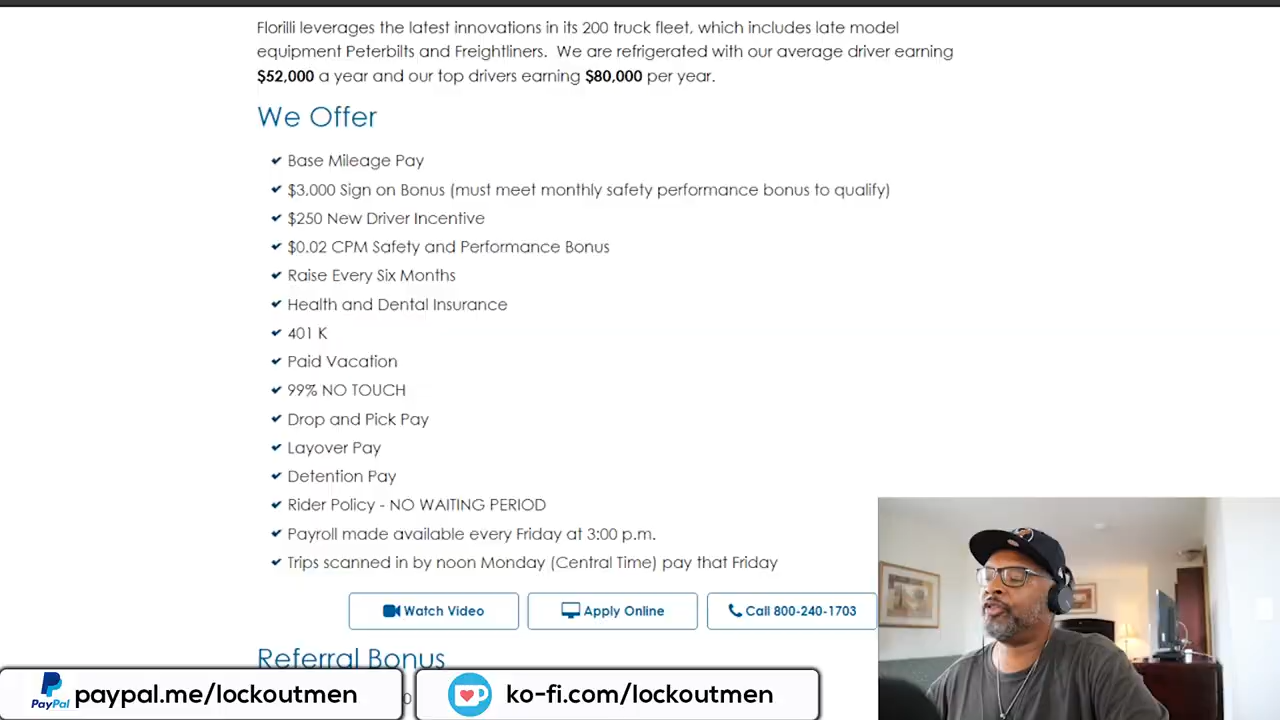 Florilli leverages the latest innovations in its 200 truck fleet, which includes late model
equipment Peterbilts and Freightliners. We are refrigerated with our average driver earning
$52,000 a year and our top drivers earning $80,000 per year.
We Offer
Base Mileage Pay
$3,000 Sign on Bonus (must meet monthly safety performance bonus to qualify)
$250 New Driver Incentive
$0.02 CPM Safety and Performance Bonus
Raise Every Six Months
Health and Dental Insurance
401 K
Paid Vacation
99% NO TOUCH
Drop and Pick Pay
Layover Pay
Detention Pay
Rider Policy - NO WAITING PERIOD
Payroll made available every Friday at 3:00 p.m.
Trips scanned in by noon Monday (Central Time) pay that Friday
Watch Video
Apply Online
Call 800-240-1703
Referral Bonus
PayPal
paypal.me/lockoutmen
ko-fi.com/lockoutmen